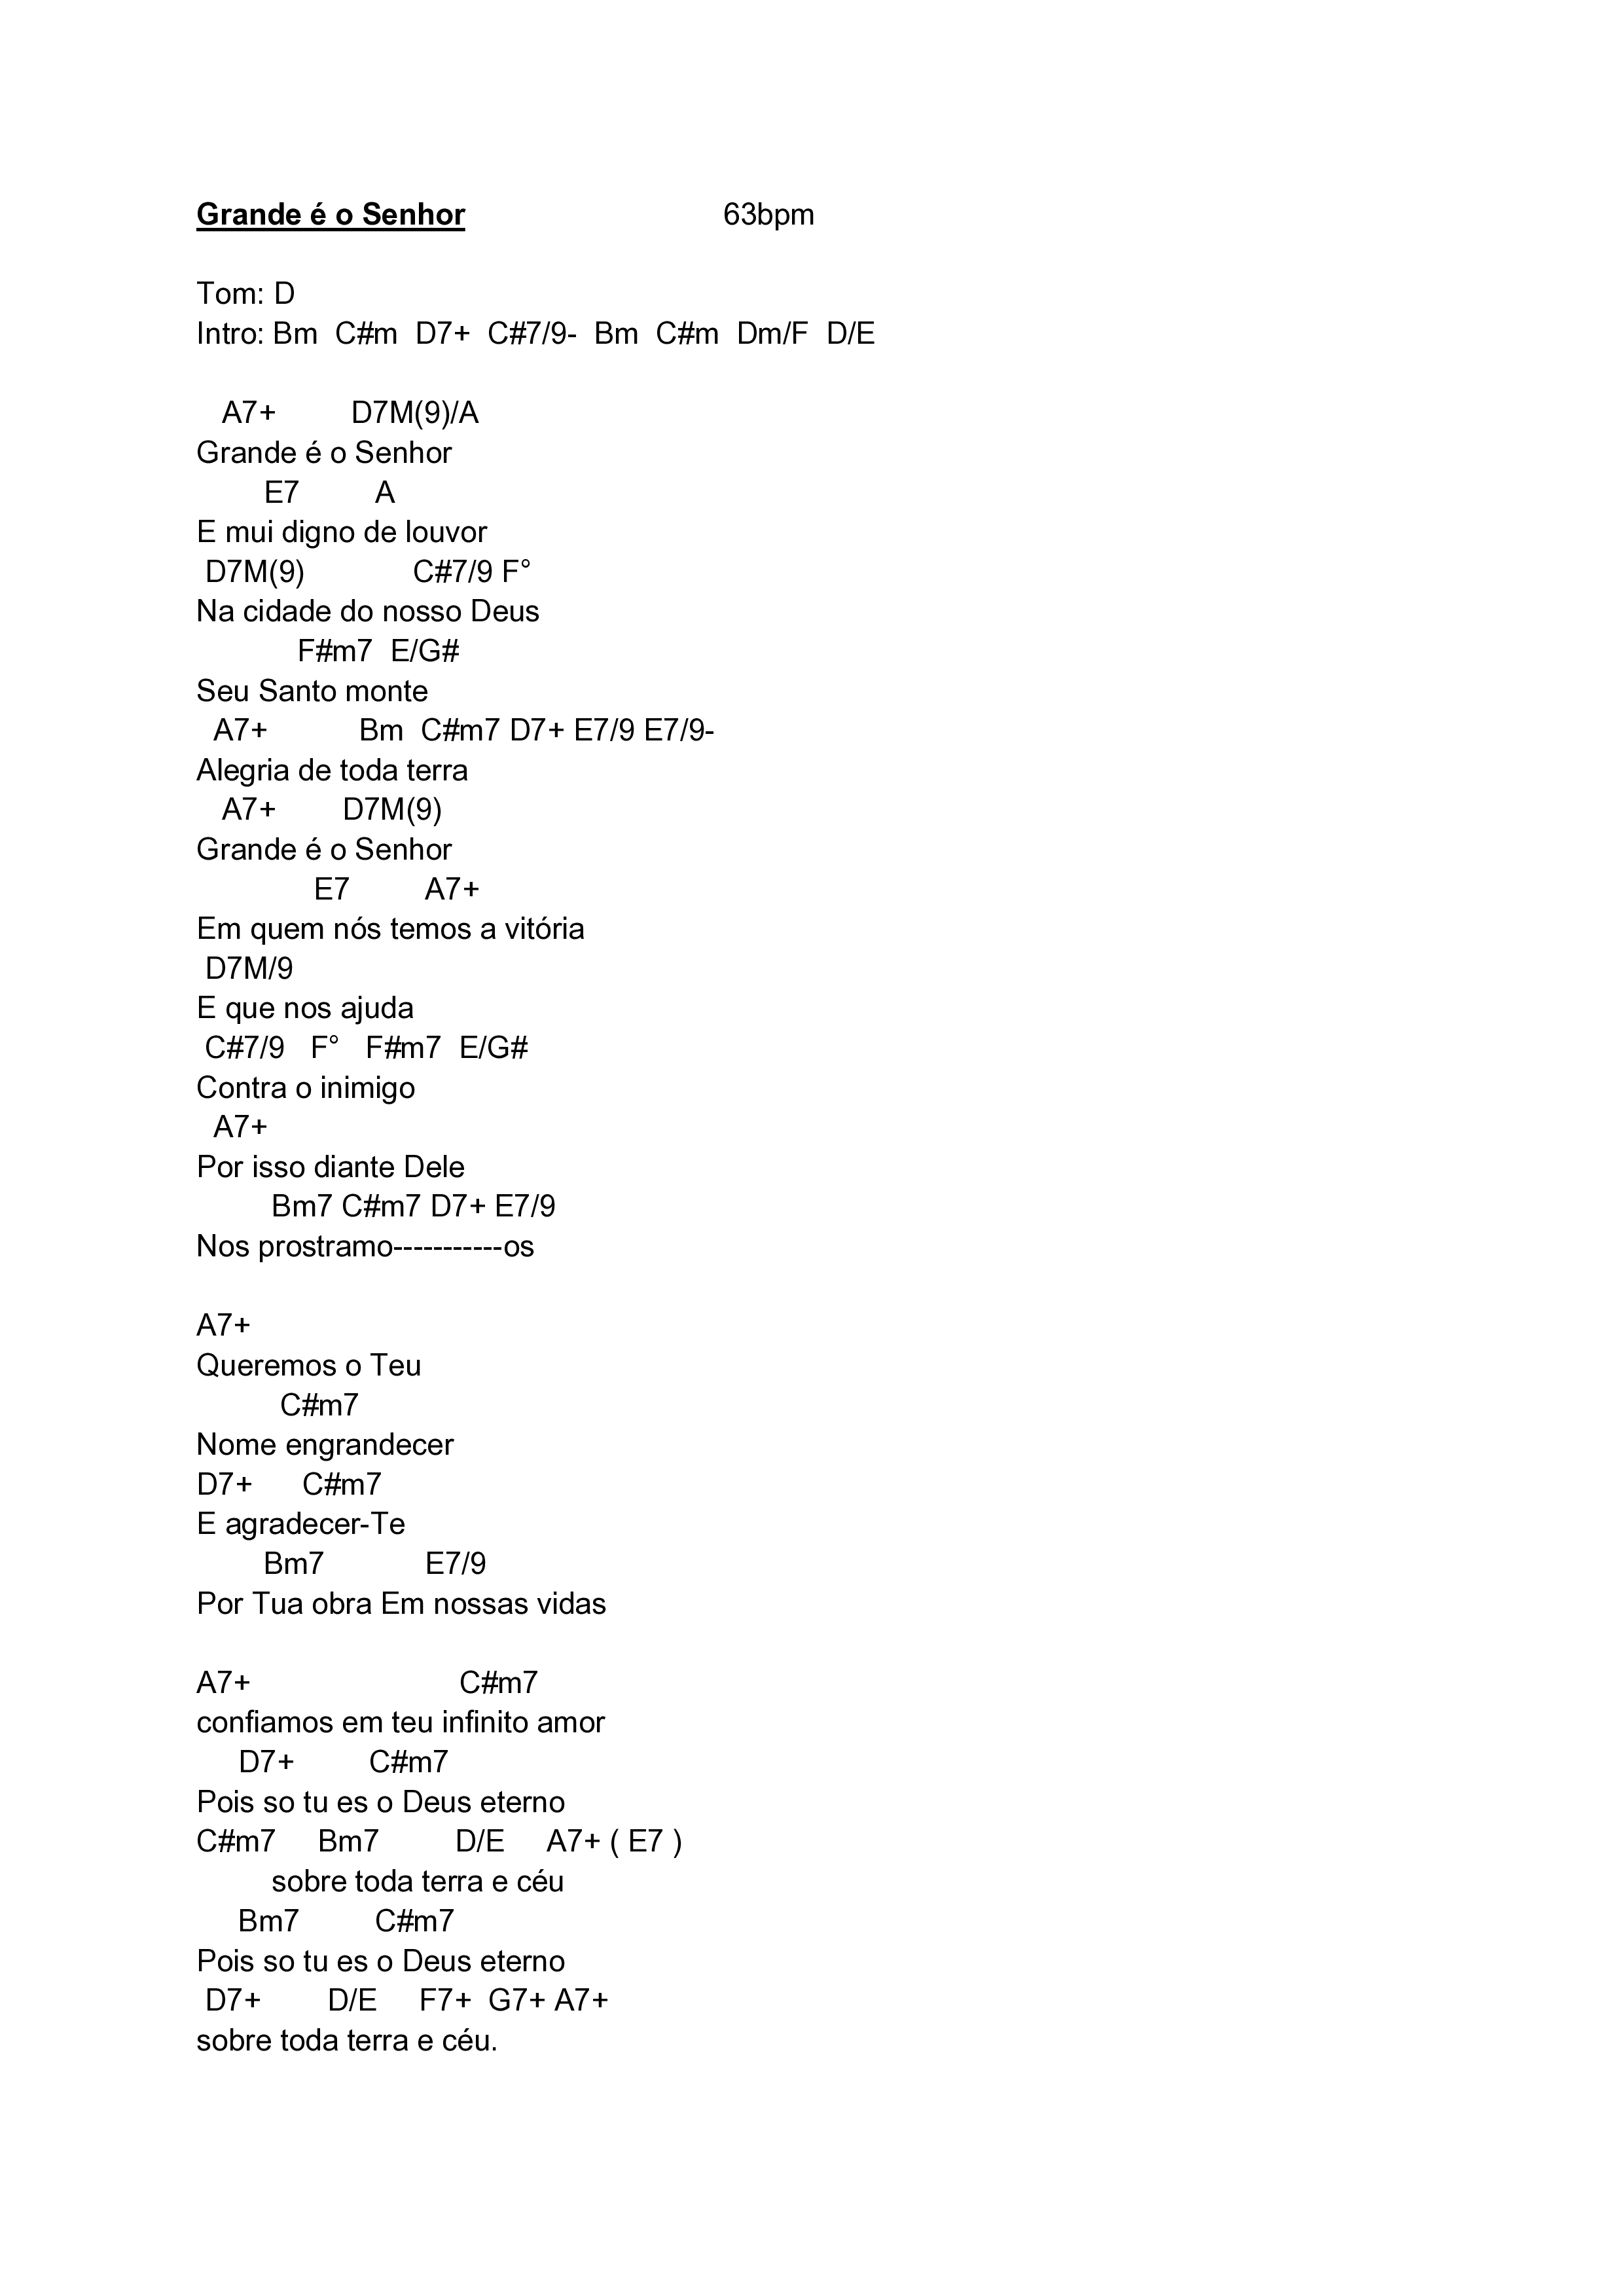 Grande é o Senhor 63bpm
Tom: D
Intro: Bm C#m D7+ C#7/9- Bm C#m Dm/F D/E
A7+ D7M(9)/A
Grande é o Senhor
E7 A
E mui digno de louvor
D7M(9) C#7/9 F°
Na cidade do nosso Deus
F#m7 E/G#
Seu Santo monte
A7+ Bm C#m7 D7+ E7/9 E7/9-
Alegria de toda terra
A7+ D7M(9)
Grande é o Senhor
E7 A7+
Em quem nós temos a vitória
D7M/9
E que nos ajuda
C#7/9 F° F#m7 E/G#
Contra o inimigo
A7+
Por isso diante Dele
Bm7 C#m7 D7+ E7/9
Nos prostramo-----------os
A7+
Queremos o Teu
C#m7
Nome engrandecer
D7+ C#m7
E agradecer-Te
Bm7 E7/9
Por Tua obra Em nossas vidas
A7+ C#m7
confiamos em teu infinito amor
D7+ C#m7
Pois so tu es o Deus eterno
C#m7 Bm7 D/E A7+ ( E7 )
sobre toda terra e céu
Bm7 C#m7
Pois so tu es o Deus eterno
D7+ D/E F7+ G7+ A7+
sobre toda terra e céu.